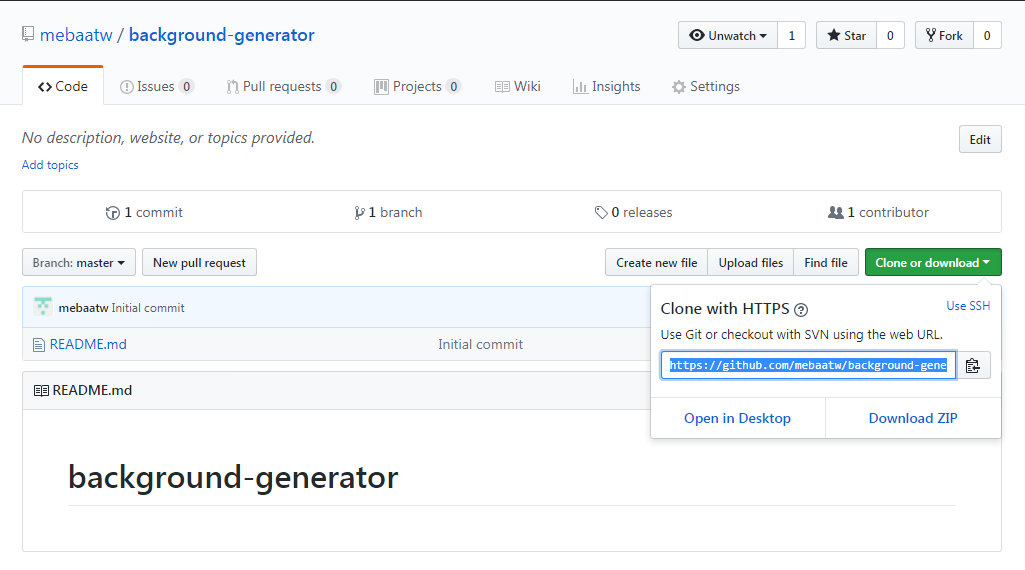 mebaatw / background-generator
Unwatch 1 Star 0 Fork 0
Code Issues 0 Pull requests 0 Projects 0 Wiki Insights Settings
No description, website, or topics provided.
Edit
Add topics
1 commit 1 branch 0 releases 1 contributor
Branch: master New pull request Create new file Upload files Find file Clone or download
mebaatw Initial commit
README.md Initial commit
Clone with HTTPS ? Use SSH
Use Git or checkout with SVN using the web URL.
https://github.com/mebaatw/background-gene
Open in Desktop Download ZIP
README.md
background-generator